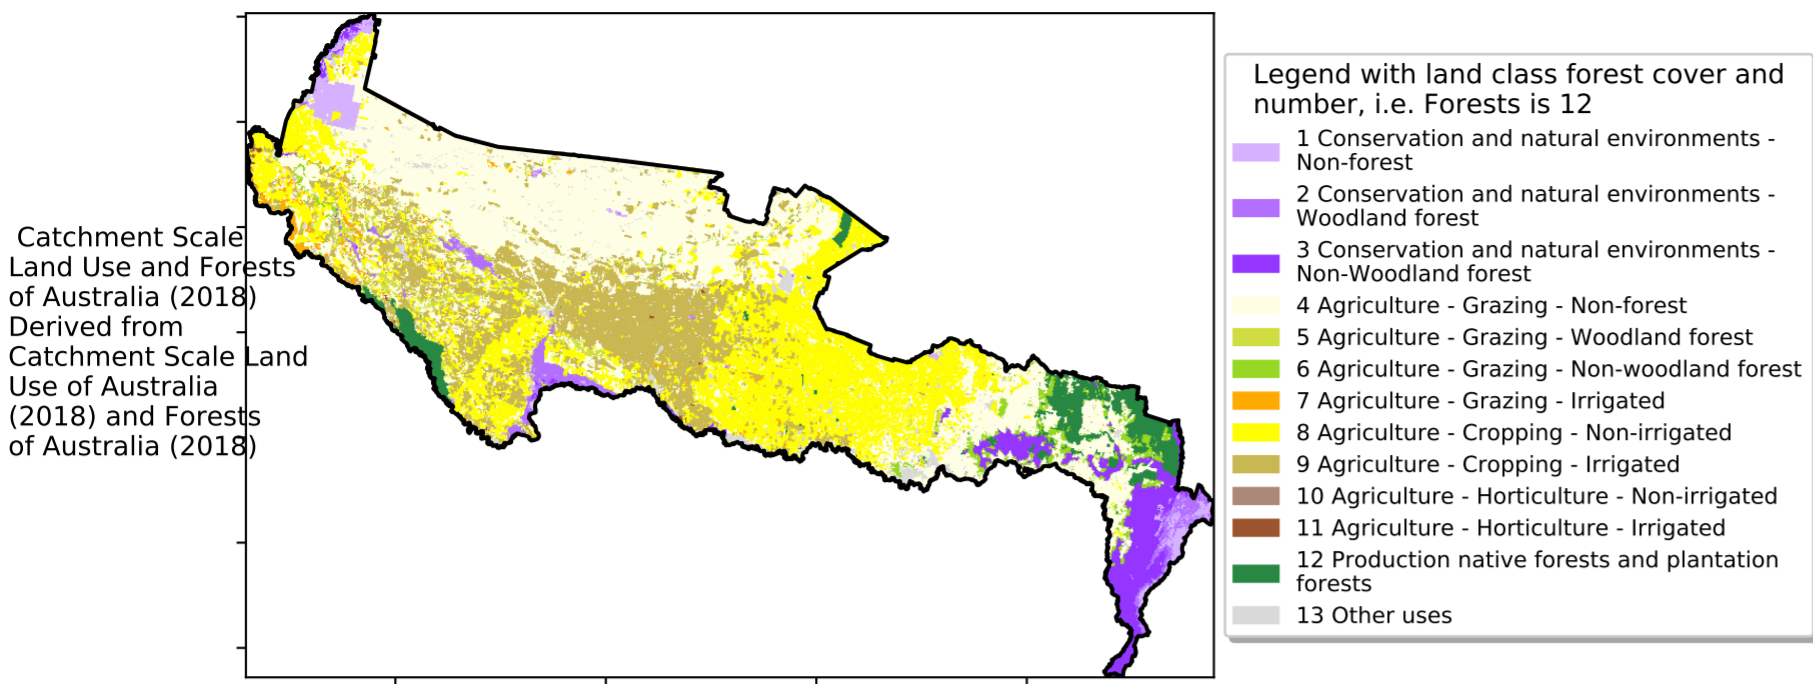 Catchment Scale
Land Use and Forests
of Australia (2018)
Derived from
Catchment Scale Land
Use of Australia
(2018) and Forests
of Australia (2018)
Legend with land class forest cover and
number, i.e. Forests is 12
1 Conservation and natural environments -
Non-forest
2 Conservation and natural environments -
Woodland forest
3 Conservation and natural environments -
Non-Woodland forest
4 Agriculture - Grazing - Non-forest
5 Agriculture - Grazing - Woodland forest
6 Agriculture - Grazing - Non-woodland forest
7 Agriculture - Grazing - Irrigated
8 Agriculture - Cropping - Non-irrigated
9 Agriculture - Cropping - Irrigated
10 Agriculture - Horticulture - Non-irrigated
11 Agriculture - Horticulture - Irrigated
12 Production native forests and plantation
forests
13 Other uses